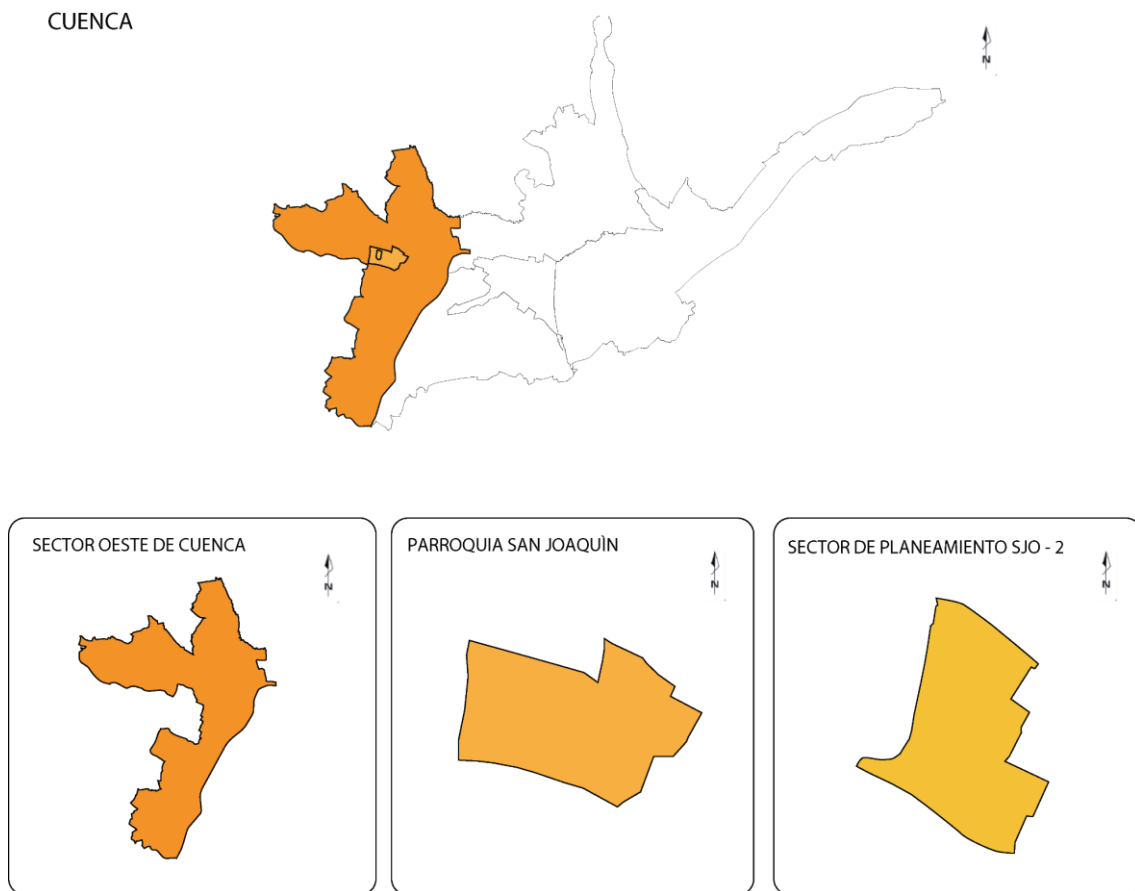 CUENCA
N
SECTOR OESTE DE CUENCA
N
PARROQUIA SAN JOAQUÌN
N
SECTOR DE PLANEAMIENTO SJO - 2
N